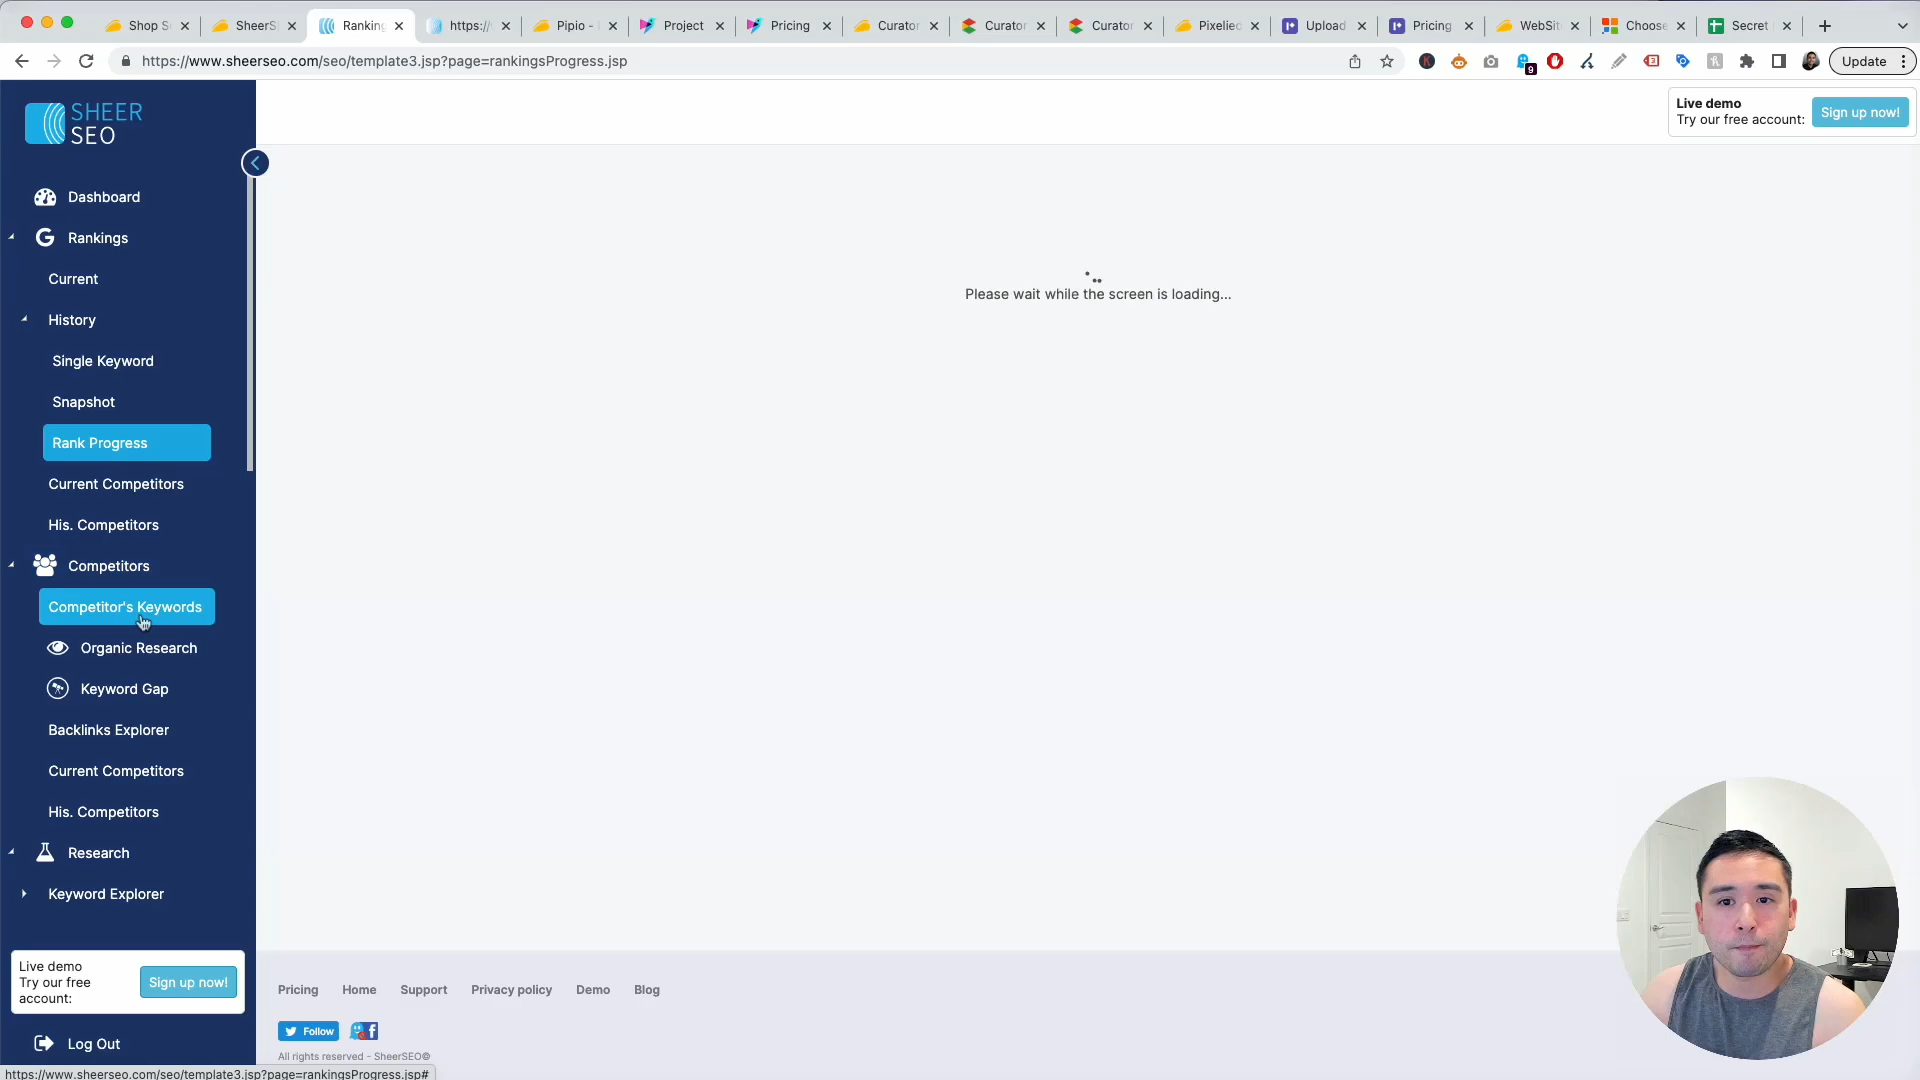 Shop S
SheerS
Ranking
https://
Pipio -
Project
Pricing
Curator
Curator
Curator
Pixelied
Upload
Pricing
WebSit
Choose
Secret
https://www.sheerseo.com/seo/template3.jsp?page=rankingsProgress.jsp
9
Update
SHEER
SEO
Live demo
Try our free account:
Sign up now!
Dashboard
Rankings
Current
History
Single Keyword
Snapshot
Rank Progress
Current Competitors
His. Competitors
Competitors
Competitor's Keywords
Organic Research
Keyword Gap
Backlinks Explorer
Current Competitors
His. Competitors
Research
Keyword Explorer
Please wait while the screen is loading...
Live demo
Try our free
account:
Sign up now!
Log Out
Pricing
Home
Support
Privacy policy
Demo
Blog
Follow
All rights reserved - SheerSEO©
https://www.sheerseo.com/seo/template3.jsp?page=rankingsProgress.jsp#